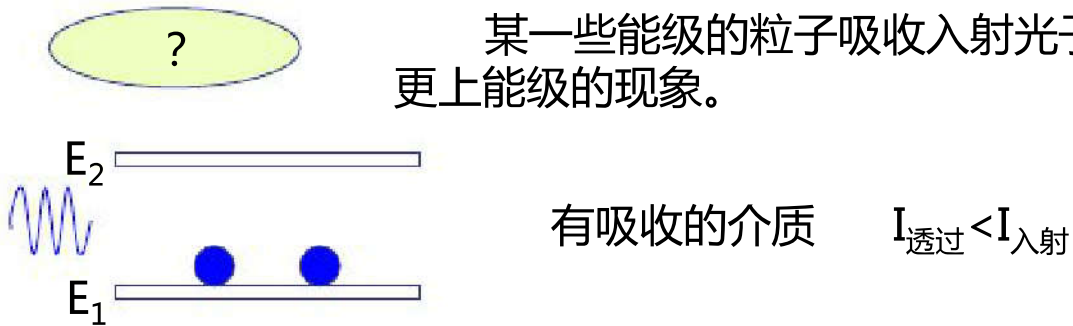 ?
某一些能级的粒子吸收入射光子
更上能级的现象。
E₂
有吸收的介质 I透过<I入射
E₁